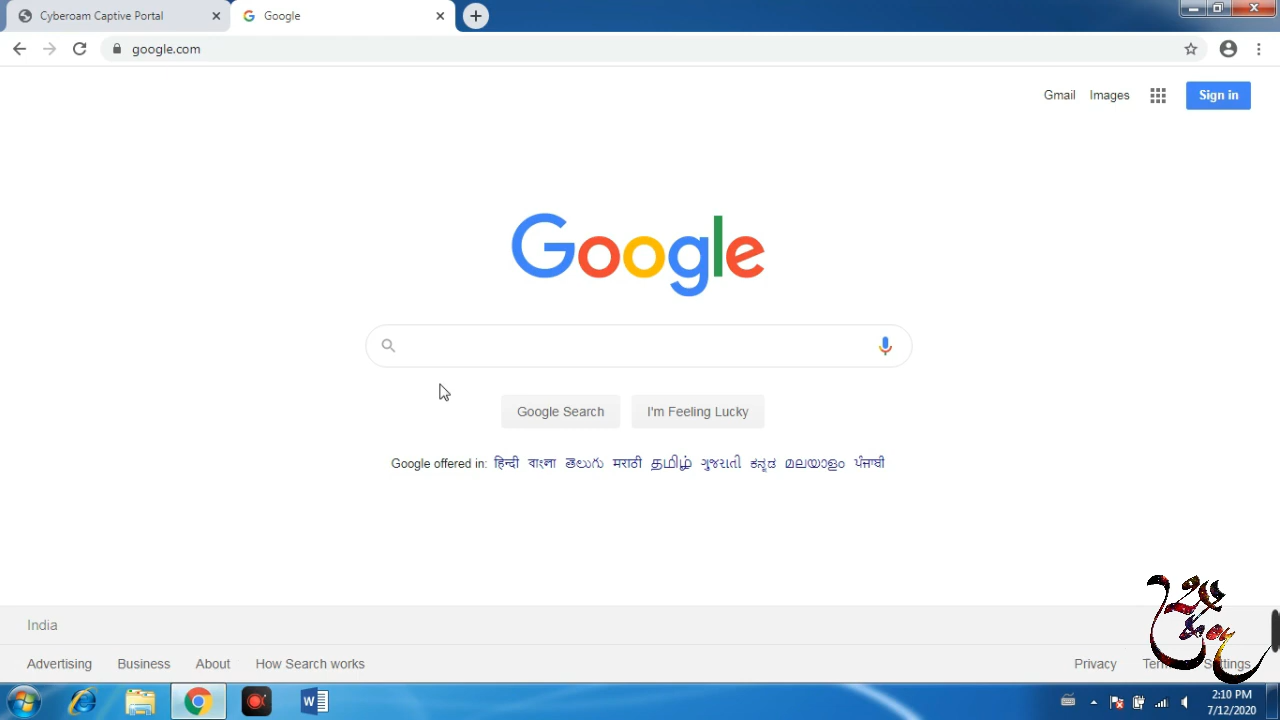 Cyberoam Captive Portal
Google
google.com
Gmail Images Sign in
Google
Google Search I'm Feeling Lucky
Google offered in: हिन्दी বাংলা తెలుగు मराठी தமிழ் ગુજરાતી ಕನ್ನಡ മലയാളം ਪੰਜਾਬੀ
India
Advertising Business About How Search works Privacy Settings
2:10 PM
7/12/2020